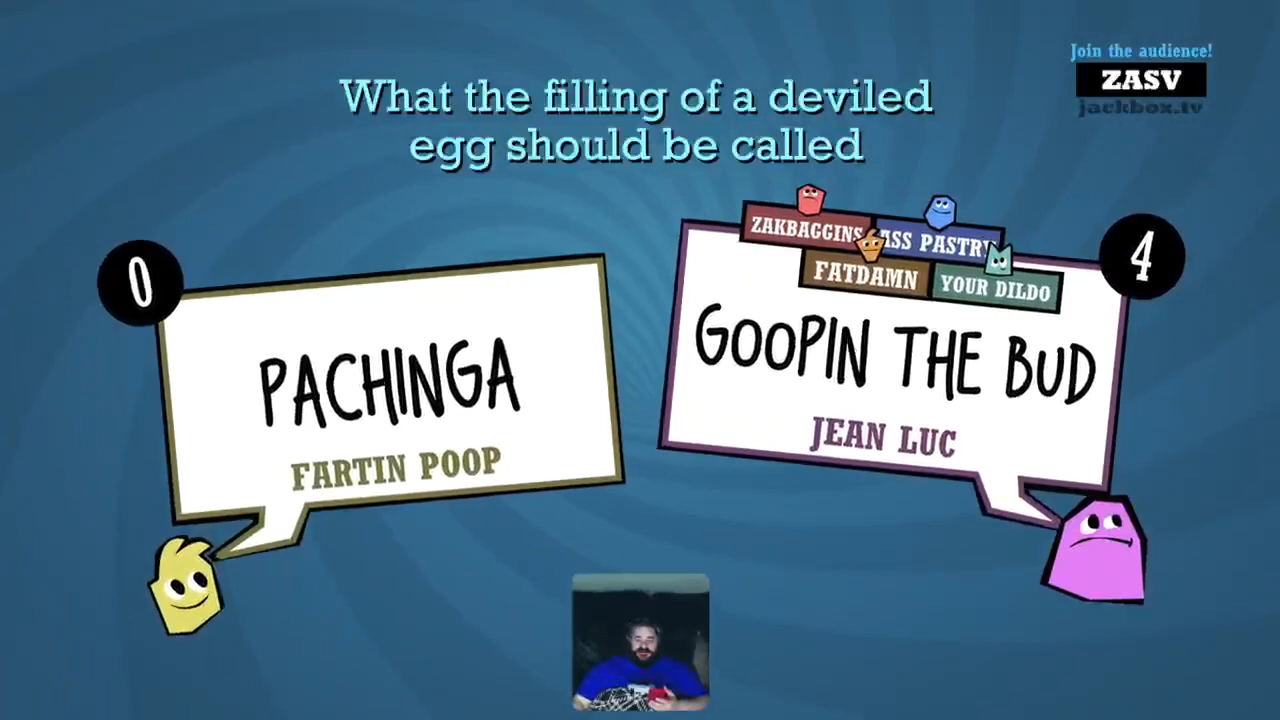 Join the audience!
ZASV
jackbox.tv
What the filling of a deviled
egg should be called
ZAKBAGGINS
ASS PASTRY
FATDAMN
YOUR DILDO
0
4
PACHINGA
FARTIN POOP
GOOPIN THE BUD
JEAN LUC